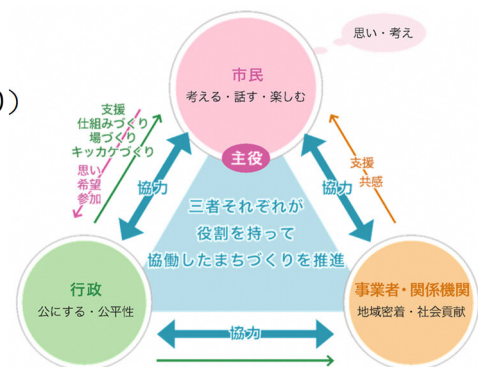 )
思い・考え
市民
考える・話す・楽しむ
主役
支援
仕組みづくり
場づくり
キッカケづくり
思い
希望
参加
協力
協力
支援
共感
三者それぞれが
役割を持って
協働したまちづくりを推進
行政
公にする・公平性
事業者・関係機関
地域密着・社会貢献
協力